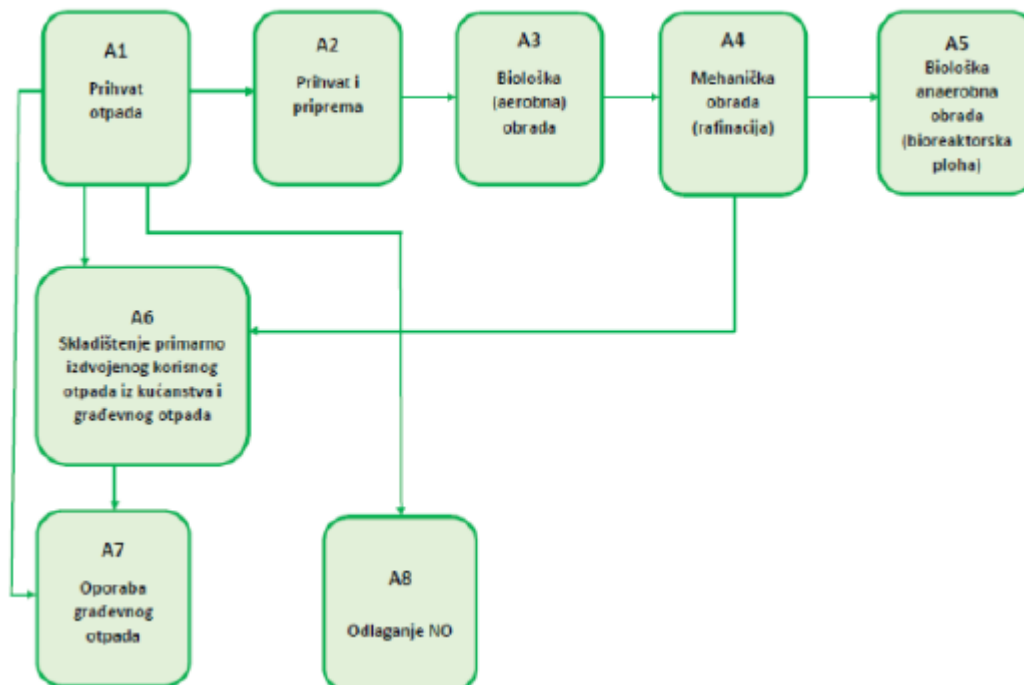 A1
Prihvat
otpada
A2
Prihvat i
priprema
A3
Biološka
(aerobna)
obrada
A4
Mehanička
obrada
(rafinacija)
A5
Biološka
anaerobna
obrada
(bioreaktorska
ploha)
A6
Skladištenje primarno
izdvojenog korisnog
otpada iz kućanstva i
građevnog otpada
A7
Oporaba
građevnog
otpada
A8
Odlaganje NO